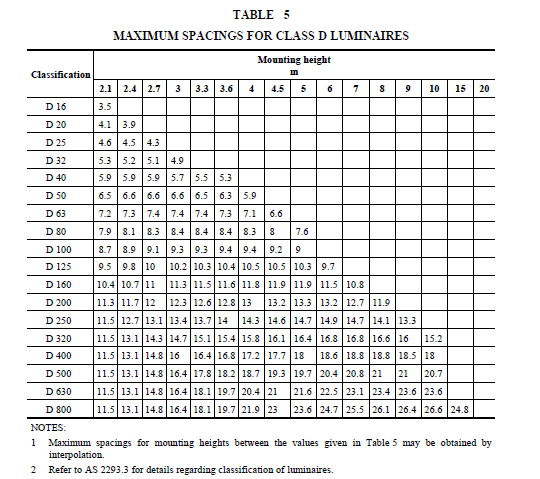 TABLE 5
MAXIMUM SPACINGS FOR CLASS D LUMINAIRES
Classification Mounting height
m
2.1 2.4 2.7 3 3.3 3.6 4 4.5 5 6 7 8 9 10 15 20
D 16 3.5
D 20 4.1 3.9
D 25 4.6 4.5 4.3
D 32 5.3 5.2 5.1 4.9
D 40 5.9 5.9 5.9 5.7 5.5 5.3
D 50 6.5 6.6 6.6 6.6 6.5 6.3 5.9
D 63 7.2 7.3 7.4 7.4 7.4 7.3 7.1 6.6
D 80 7.9 8.1 8.3 8.4 8.4 8.4 8.3 8 7.6
D 100 8.7 8.9 9.1 9.3 9.3 9.4 9.4 9.2 9
D 125 9.5 9.8 10 10.2 10.3 10.4 10.5 10.5 10.3 9.7
D 160 10.4 10.7 11 11.3 11.5 11.6 11.8 11.9 11.9 11.5 10.8
D 200 11.3 11.7 12 12.3 12.6 12.8 13 13.2 13.3 13.2 12.7 11.9
D 250 11.5 12.7 13.1 13.4 13.7 14 14.3 14.6 14.7 14.9 14.7 14.1 13.3
D 320 11.5 13.1 14.3 14.7 15.1 15.4 15.8 16.1 16.4 16.8 16.8 16.6 16 15.2
D 400 11.5 13.1 14.8 16 16.4 16.8 17.2 17.7 18 18.6 18.8 18.8 18.5 18
D 500 11.5 13.1 14.8 16.4 17.8 18.2 18.7 19.3 19.7 20.4 20.8 21 21 20.7
D 630 11.5 13.1 14.8 16.4 18.1 19.7 20.4 21 21.6 22.5 23.1 23.4 23.6 23.6
D 800 11.5 13.1 14.8 16.4 18.1 19.7 21.9 23 23.6 24.7 25.5 26.1 26.4 26.6 24.8
NOTES:
1 Maximum spacings for mounting heights between the values given in Table 5 may be obtained by
interpolation.
2 Refer to AS 2293.3 for details regarding classification of luminaires.